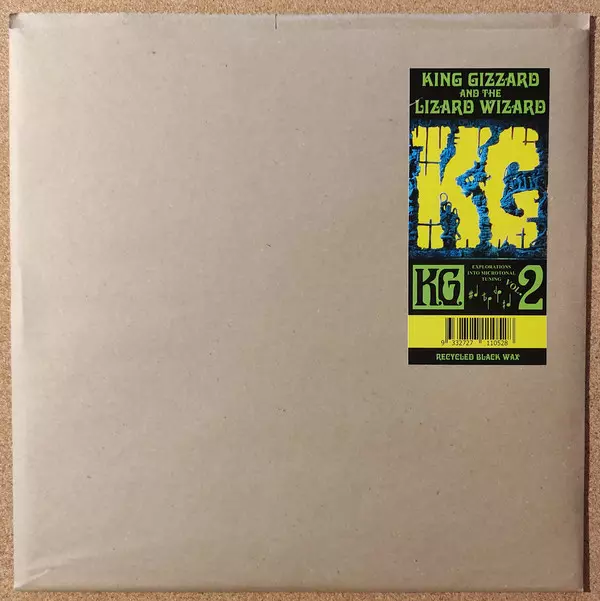 KING GIZZARD
AND THE
LIZARD WIZARD
KG
K.G.
EXPLORATIONS
INTO MICROTONAL
TUNING
VOL. 2
9 332727 110528
RECYCLED BLACK WAX